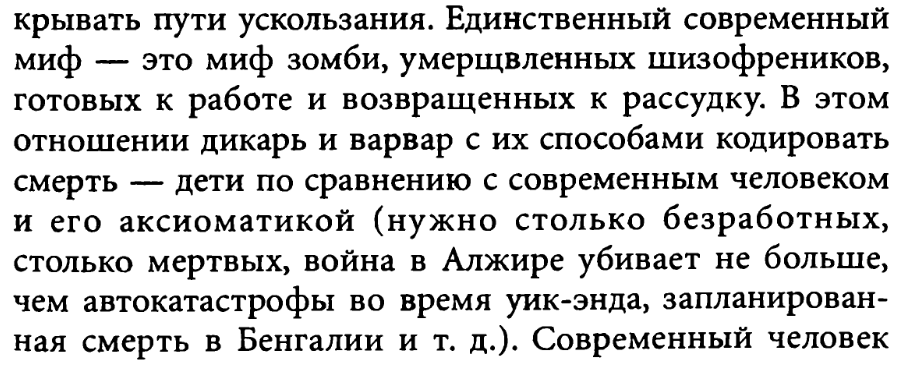 крывать пути ускользания. Единственный современный
миф — это миф зомби, умерщвленных шизофреников,
готовых к работе и возвращенных к рассудку. В этом
отношении дикарь и варвар с их способами кодировать
смерть — дети по сравнению с современным человеком
и его аксиоматикой (нужно столько безработных,
столько мертвых, война в Алжире убивает не больше,
чем автокатастрофы во время уик-энда, запланирован-
ная смерть в Бенгалии и т. д.). Современный человек